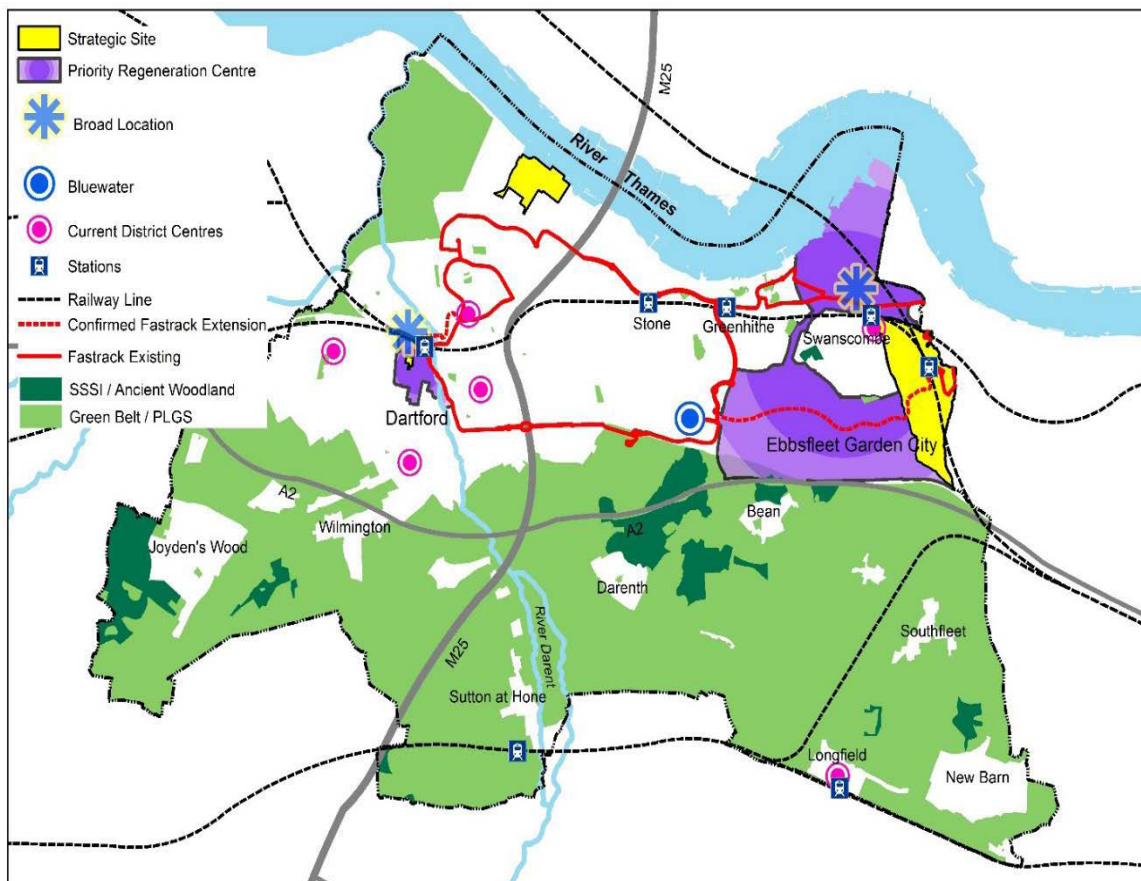 Strategic Site
Priority Regeneration Centre
Broad Location
Bluewater
Current District Centres
Stations
Railway Line
Confirmed Fastrack Extension
Fastrack Existing
SSSI / Ancient Woodland
Green Belt / PLGS
M25
River
Thames
Stone
Greenhithe
Swanscombe
Dartford
Ebbsfleet Garden City
A2
Wilmington
Joyden's Wood
A2
Bean
Darenth
M25
River Darent
Southfleet
Sutton at Hone
Longfield
New Barn